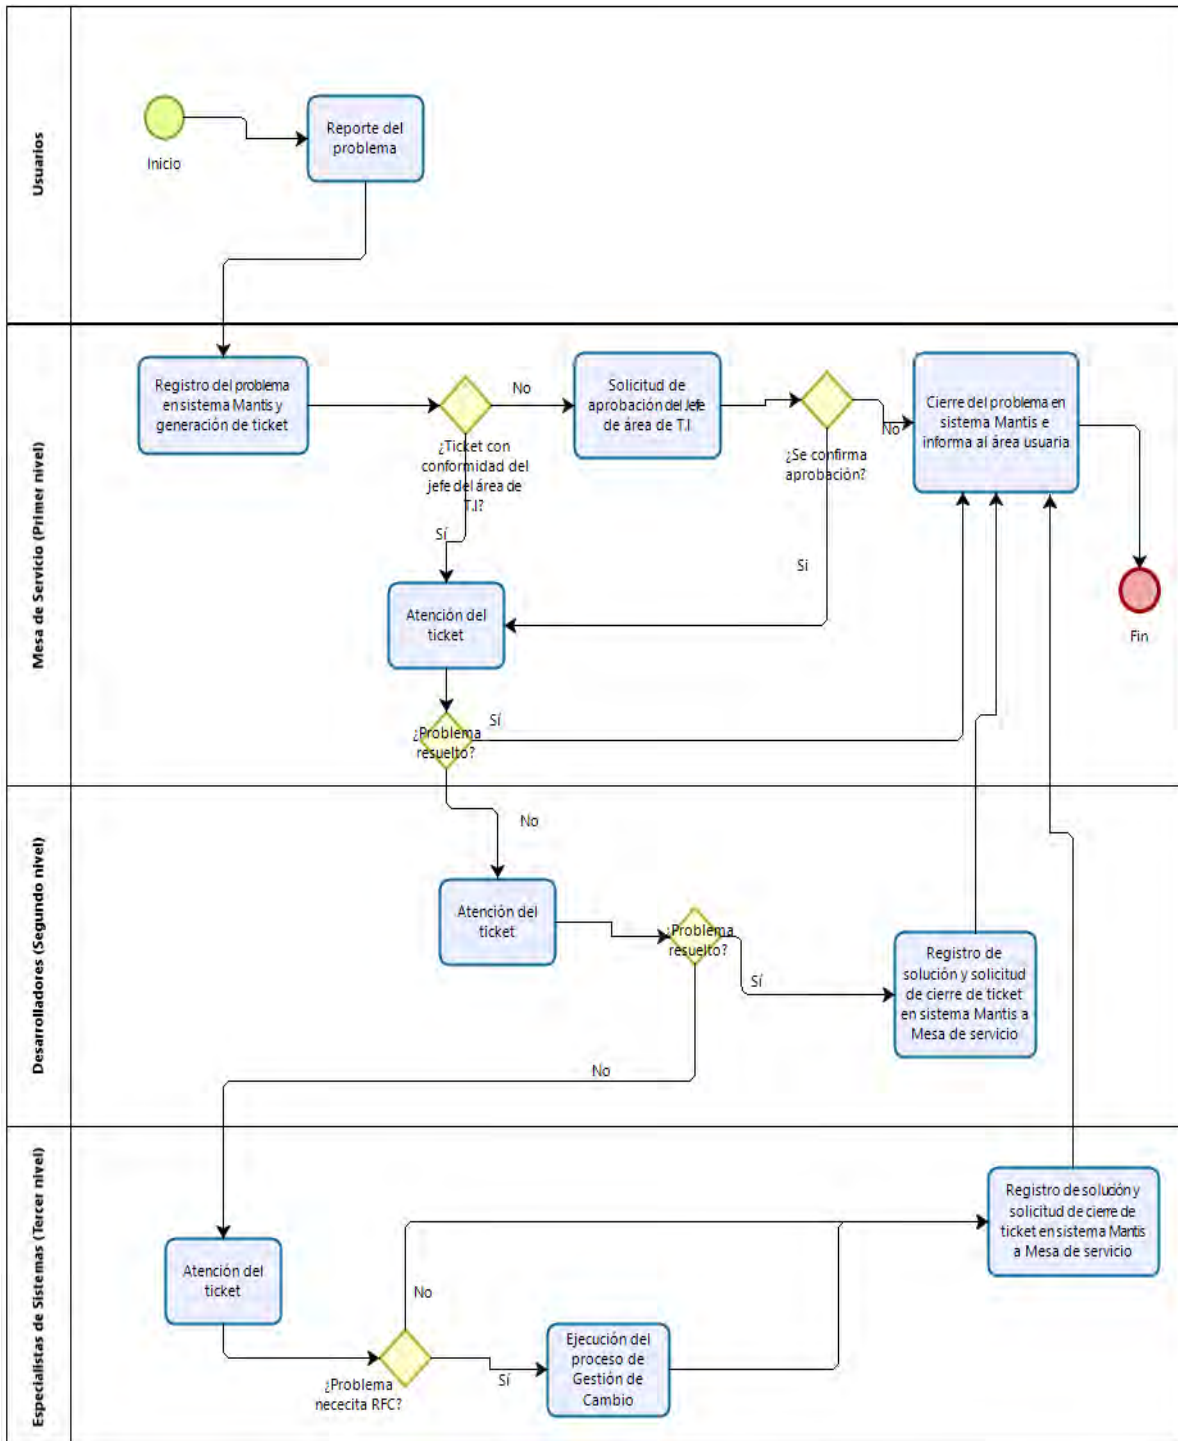 Usuarios
Inicio
Reporte del
problema
Mesa de Servicio (Primer nivel)
Registro del problema
en sistema Mantis y
generación de ticket
¿Ticket con
conformidad del
jefe del área de
T.I?
No
Sí
Solicitud de
aprobación del Jefe
de área de T.I
¿Se confirma
aprobación?
No
Si
Cierre del problema en
sistema Mantis e
informa al área usuaria
Fin
Atención del
ticket
¿Problema
resuelto?
Sí
No
Desarrolladores (Segundo nivel)
Atención del
ticket
¿Problema
resuelto?
Sí
No
Registro de
solución y solicitud
de cierre de ticket
en sistema Mantis a
Mesa de servicio
Especialistas de Sistemas (Tercer nivel)
Atención del
ticket
¿Problema
nececita RFC?
No
Sí
Ejecución del
proceso de
Gestión de
Cambio
Registro de solución y
solicitud de cierre de
ticket en sistema Mantis
a Mesa de servicio